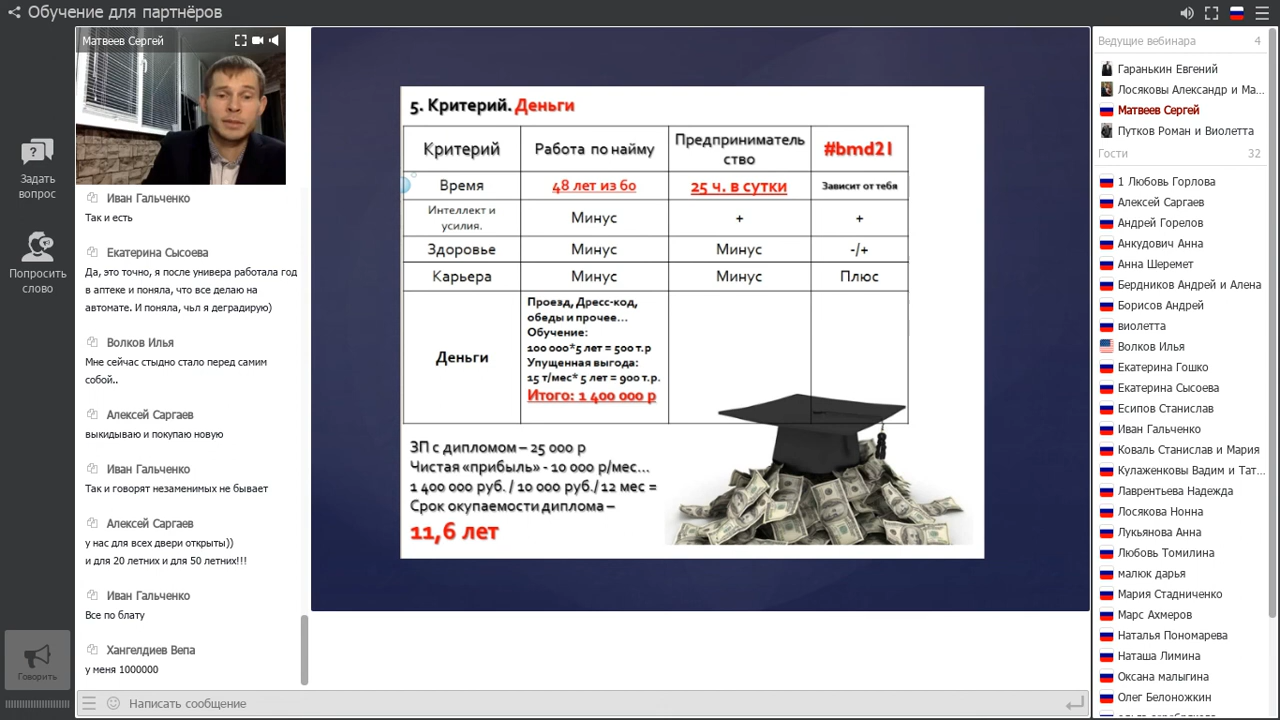 Обучение для партнёров
Матвеев Сергей
Задать
вопрос
Попросить
слово
Говорить
Иван Гальченко
Так и есть
Екатерина Сысоева
Да, это точно, я после универа работала год
в аптеке и поняла, что все делаю на
автомате. И поняла, чьл я деградирую)
Волков Илья
Мне сейчас стыдно стало перед самим
собой..
Алексей Саргаев
выкидываю и покупаю новую
Иван Гальченко
Так и говорят незаменимых не бывает
Алексей Саргаев
у нас для всех двери открыты))
и для 20 летних и для 50 летних!!!
Иван Гальченко
Все по блату
Хангелдиев Вепа
у меня 1000000
Написать сообщение
5. Критерий. Деньги
Критерий Работа по найму Предприниматель
ство #bmd21
Время 48 лет из 60 25 ч. в сутки Зависит от тебя
Интеллект и
усилия. Минус + +
Здоровье Минус Минус -/+
Карьера Минус Минус Плюс
Деньги
Проезд, Дресс-код,
обеды и прочее...
Обучение:
100 000*5 лет = 500 т.р
Упущенная выгода:
15 т/мес* 5 лет = 900 т.р.
Итого: 1 400 000 р
ЗП с дипломом – 25 000 р
Чистая «прибыль» - 10 000 р/мес...
1 400 000 руб. / 10 000 руб./ 12 мес =
Срок окупаемости диплома –
11,6 лет
Ведущие вебинара 4
Гаранькин Евгений
Лосяковы Александр и Ма...
Матвеев Сергей
Путков Роман и Виолетта
Гости 32
1 Любовь Горлова
Алексей Саргаев
Андрей Горелов
Анкудович Анна
Анна Шеремет
Бердников Андрей и Алена
Борисов Андрей
виолетта
Волков Илья
Екатерина Гошко
Екатерина Сысоева
Есипов Станислав
Иван Гальченко
Коваль Станислав и Мария
Кулаженковы Вадим и Тат...
Лаврентьева Надежда
Лосякова Нонна
Лукьянова Анна
Любовь Томилина
малюк дарья
Мария Стадниченко
Марс Ахмеров
Наталья Пономарева
Наташа Лимина
Оксана малыгина
Олег Белоножкин